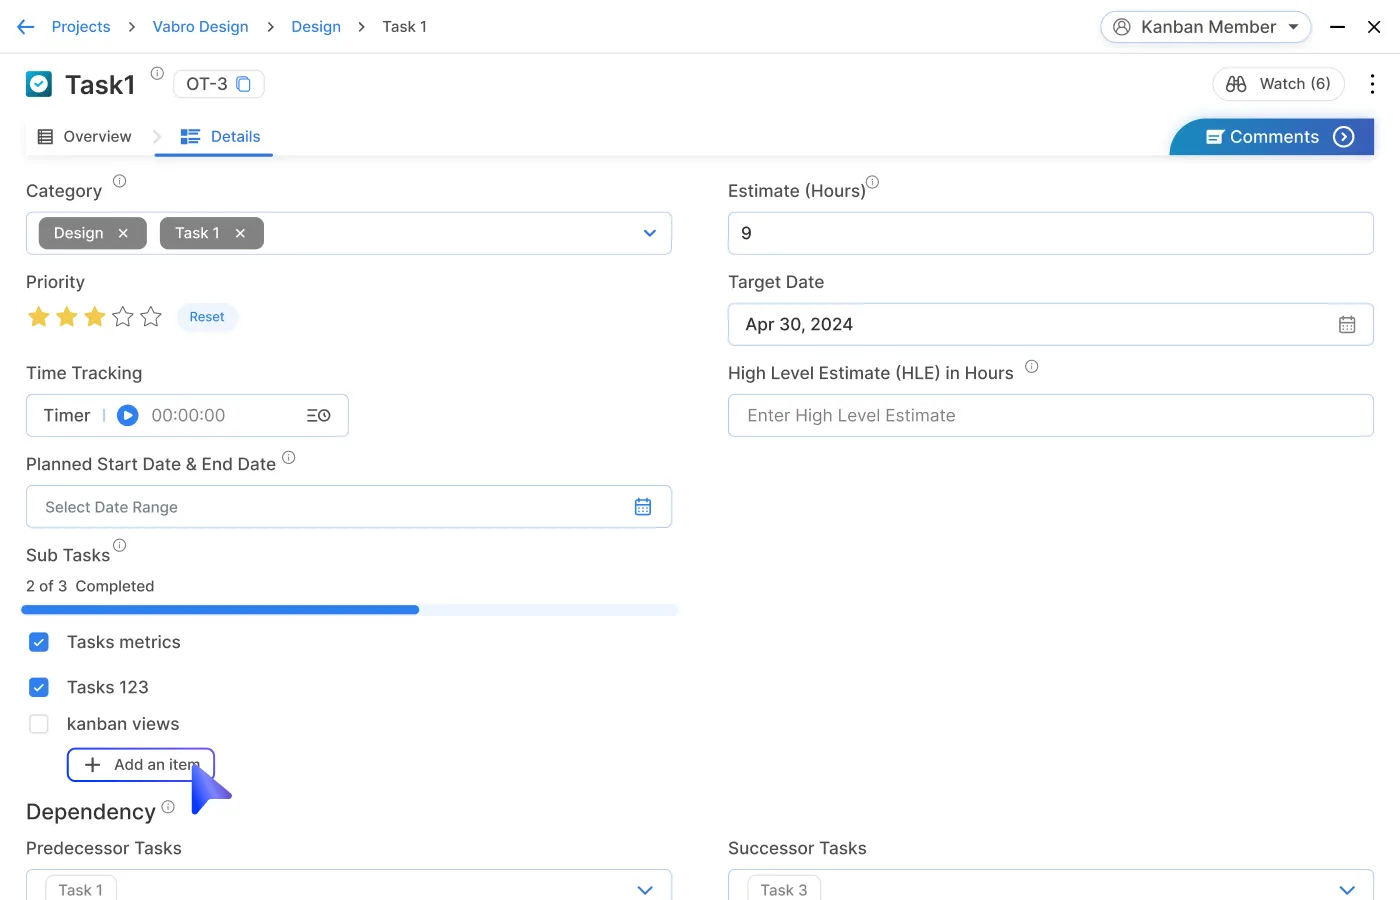 Projects > Vabro Design > Design > Task 1
Kanban Member
Task1
OT-3
Watch (6)
Overview
Details
Comments
Category
Design
Task 1
Estimate (Hours)
9
Priority
Reset
Target Date
Apr 30, 2024
Time Tracking
Timer | 00:00:00
High Level Estimate (HLE) in Hours
Enter High Level Estimate
Planned Start Date & End Date
Select Date Range
Sub Tasks
2 of 3 Completed
Tasks metrics
Tasks 123
kanban views
+ Add an item
Dependency
Predecessor Tasks
Task 1
Successor Tasks
Task 3